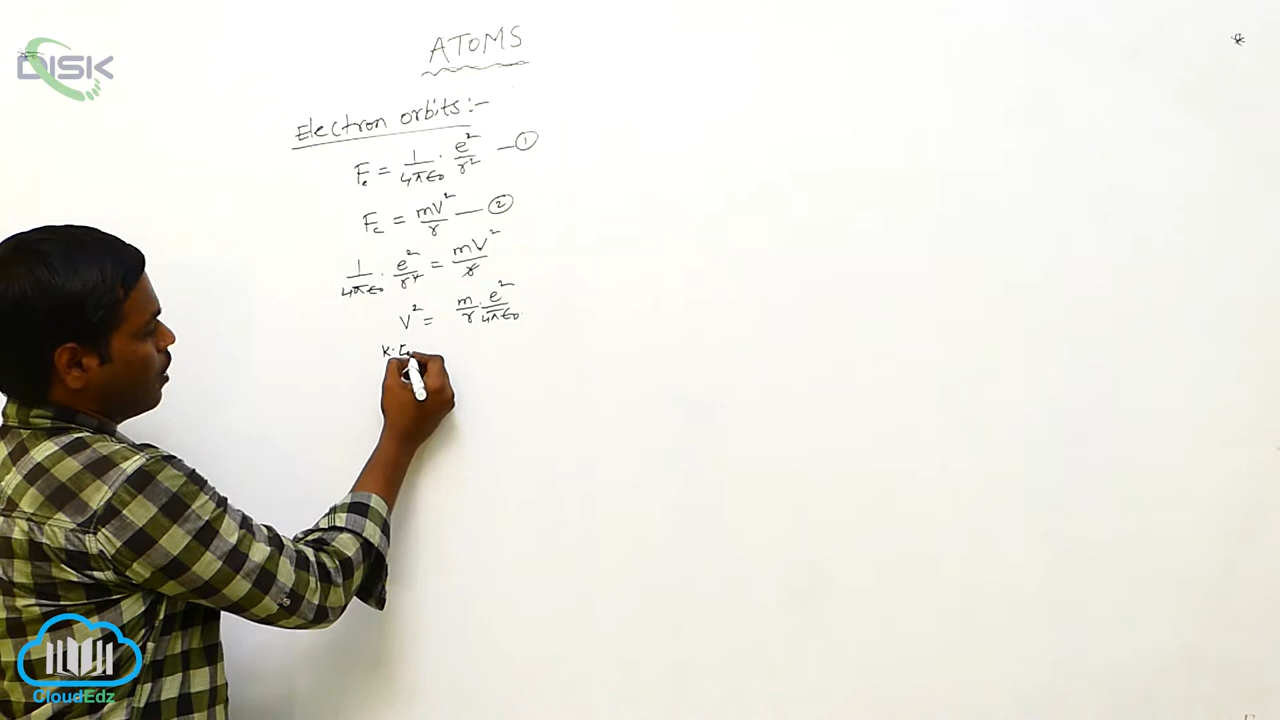 DISK
ATOMS
Electron orbits:-
Fe = 1/4πε0 . e²/r² — ①
Fc = mV²/r — ②
1/4πε0 . e²/r² = mV²/r
V² = m/r . e²/4πε0
K.E
CloudEdz